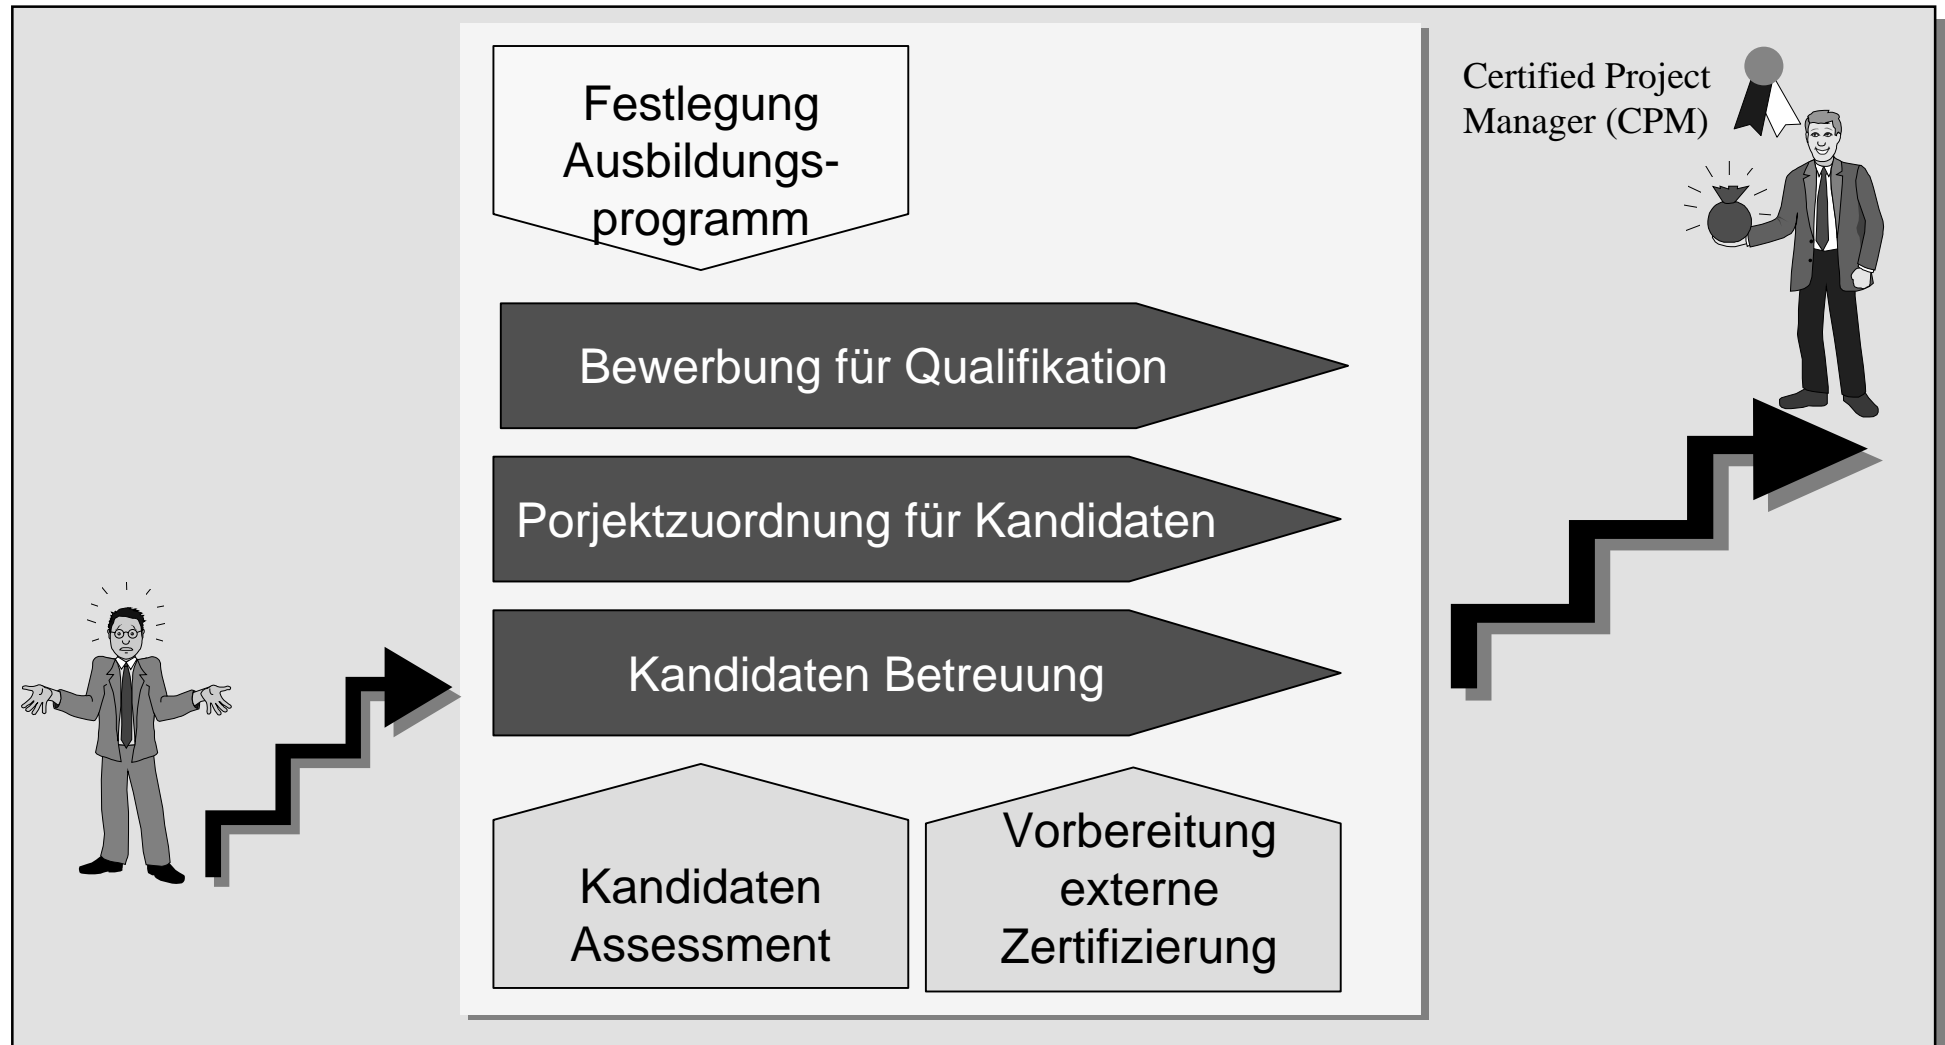 Festlegung
Ausbildungs-
programm
Certified Project
Manager (CPM)
Bewerbung für Qualifikation
Porjektzuordnung für Kandidaten
Kandidaten Betreuung
Kandidaten
Assessment
Vorbereitung
externe
Zertifizierung